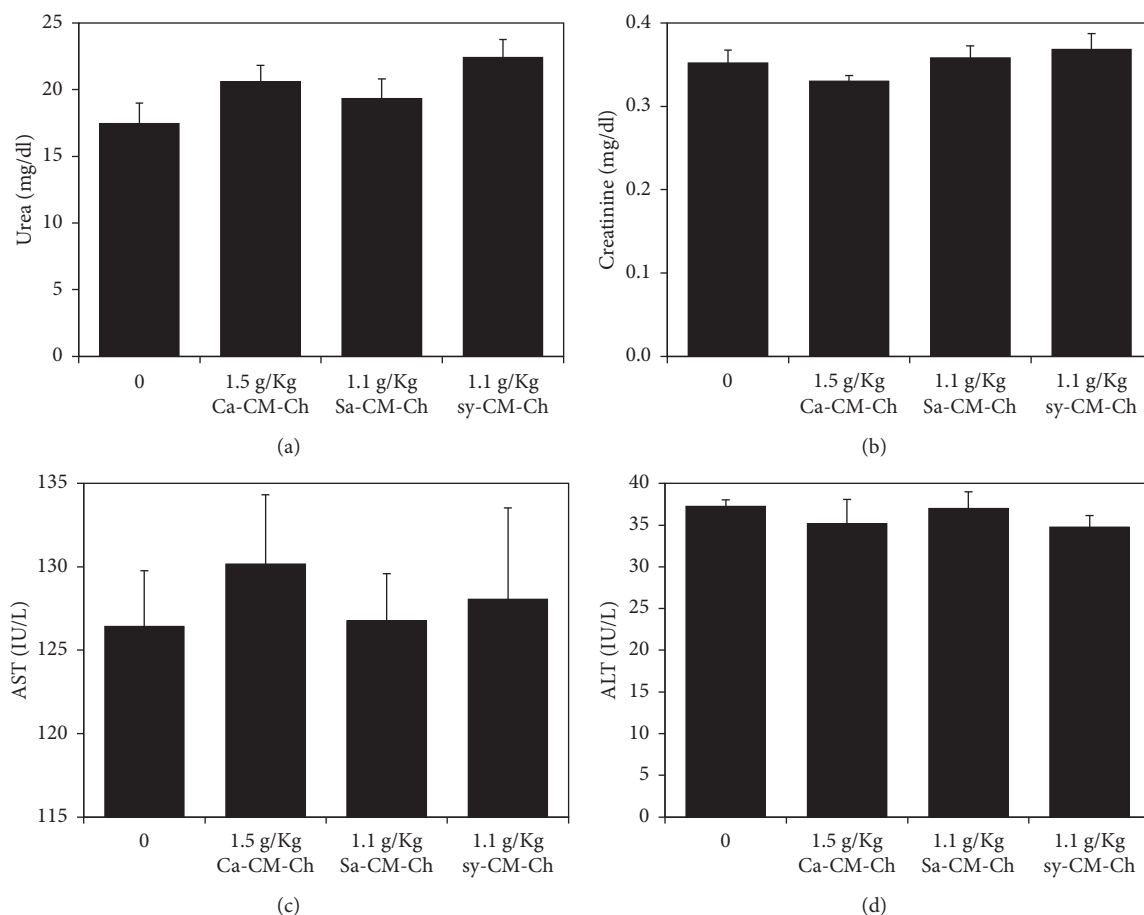 25
20
15
10
5
0
Urea (mg/dl)
0
1.5 g/Kg
Ca-CM-Ch
1.1 g/Kg
Sa-CM-Ch
1.1 g/Kg
sy-CM-Ch
(a)
0.4
0.3
0.2
0.1
0.0
Creatinine (mg/dl)
0
1.5 g/Kg
Ca-CM-Ch
1.1 g/Kg
Sa-CM-Ch
1.1 g/Kg
sy-CM-Ch
(b)
135
130
125
120
115
AST (IU/L)
0
1.5 g/Kg
Ca-CM-Ch
1.1 g/Kg
Sa-CM-Ch
1.1 g/Kg
sy-CM-Ch
(c)
40
35
30
25
20
15
10
5
0
ALT (IU/L)
0
1.5 g/Kg
Ca-CM-Ch
1.1 g/Kg
Sa-CM-Ch
1.1 g/Kg
sy-CM-Ch
(d)